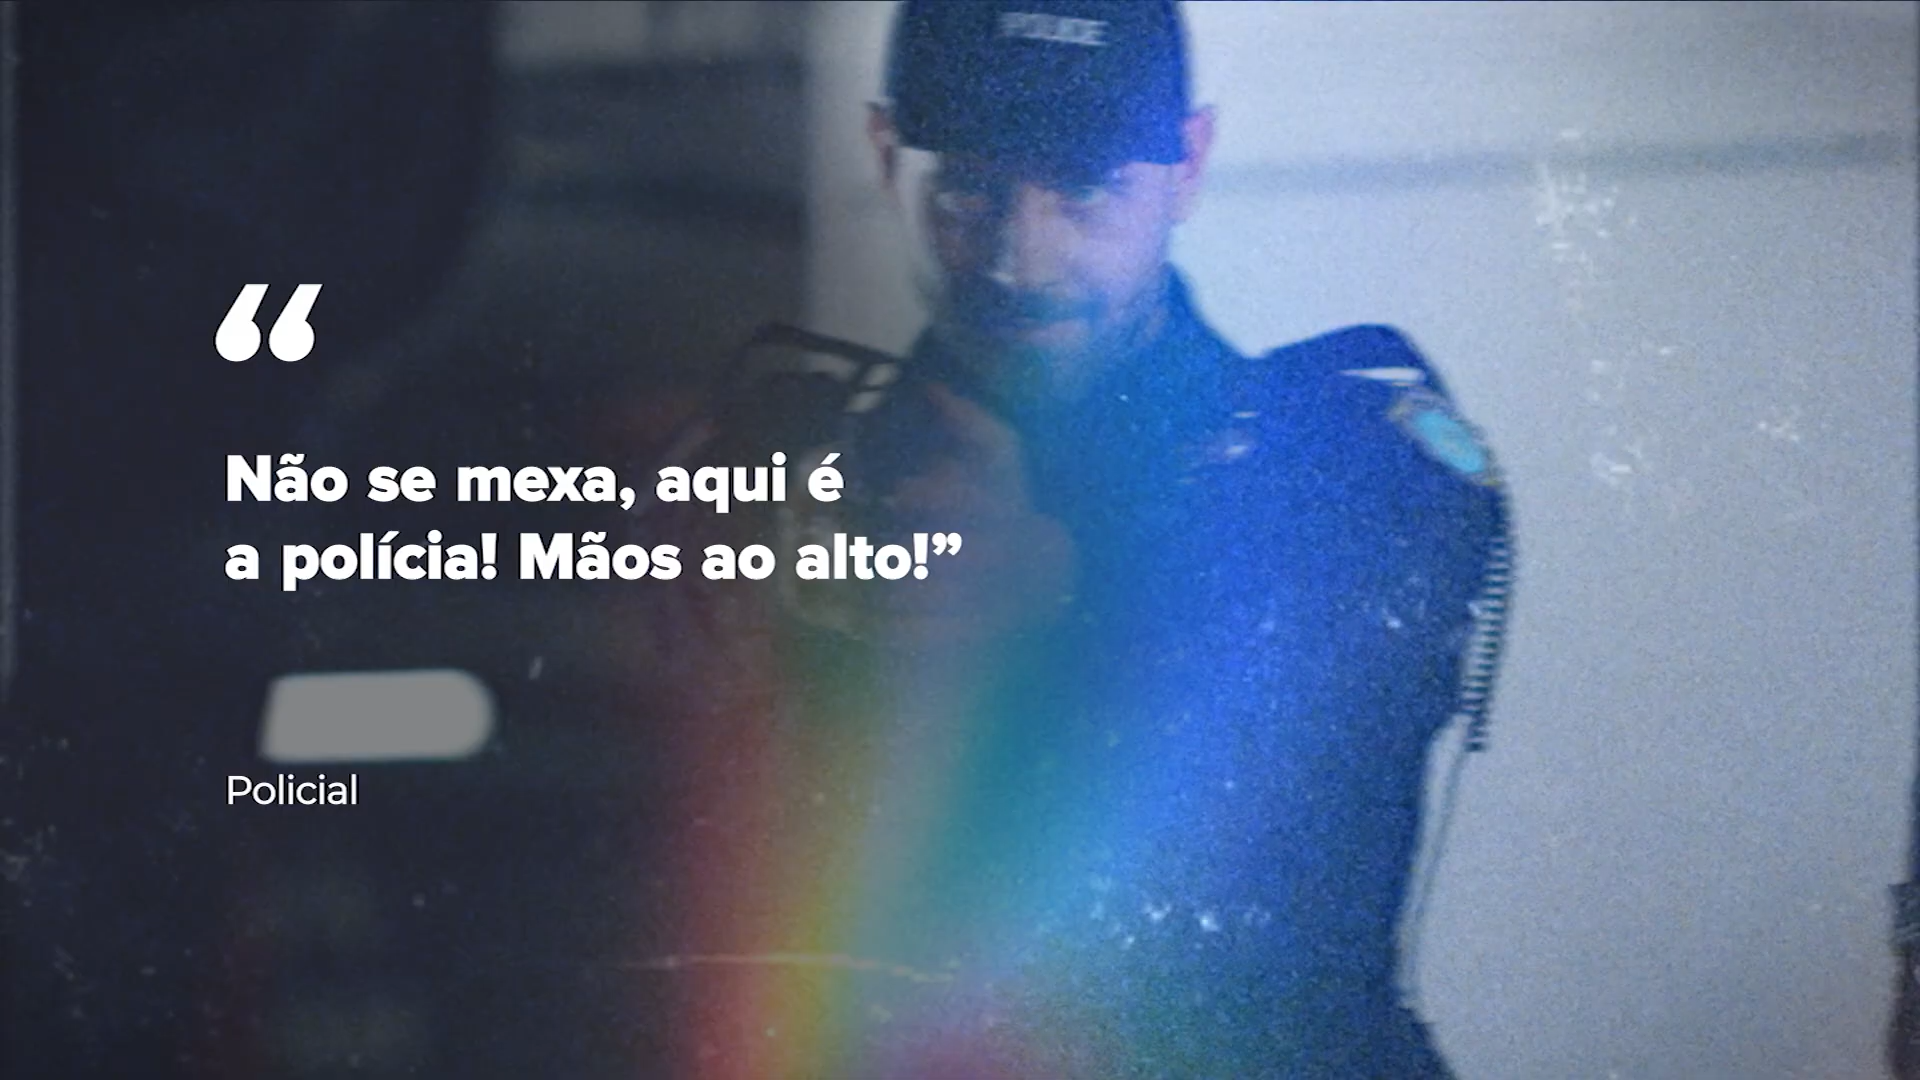 POLICE
“
Não se mexa, aqui é
a polícia! Mãos ao alto!”
Policial